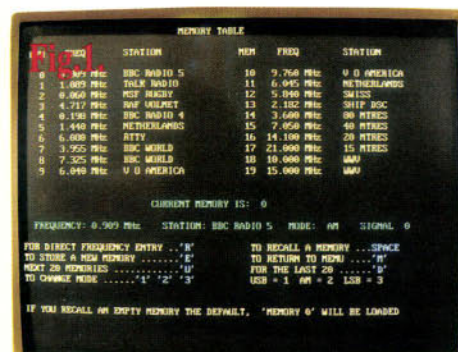 MEMORY TABLE
Fig.1.
FREQ STATION MEM FREQ STATION
0 0.909 MHz BBC RADIO 5 10 9.760 MHz V O AMERICA
1 1.089 MHz TALK RADIO 11 6.045 MHz NETHERLANDS
2 0.060 MHz MSF RUGBY 12 5.840 MHz SWISS
3 4.717 MHz RAF VOLMET 13 2.182 MHz SHIP DSC
4 0.198 MHz BBC RADIO 4 14 3.600 MHz 80 MTRES
5 1.440 MHz NETHERLANDS 15 7.050 MHz 40 MTRES
6 6.800 MHz RTTY 16 14.100 MHz 20 MTRES
7 3.955 MHz BBC WORLD 17 21.000 MHz 15 MTRES
8 7.325 MHz BBC WORLD 18 10.000 MHz WWV
9 6.040 MHz V O AMERICA 19 15.000 MHz WWV
CURRENT MEMORY IS: 0
FREQUENCY: 0.909 MHz STATION: BBC RADIO 5 MODE: AM SIGNAL 0
FOR DIRECT FREQUENCY ENTRY ..'R' TO RECALL A MEMORY ...SPACE
TO STORE A NEW MEMORY .......'E' TO RETURN TO MENU ....'M'
NEXT 20 MEMORIES ............'U' FOR THE LAST 20 ......'D'
TO CHANGE MODE ......'1' '2' '3' USB = 1 AM = 2 LSB = 3
IF YOU RECALL AN EMPTY MEMORY THE DEFAULT, 'MEMORY 0' WILL BE LOADED